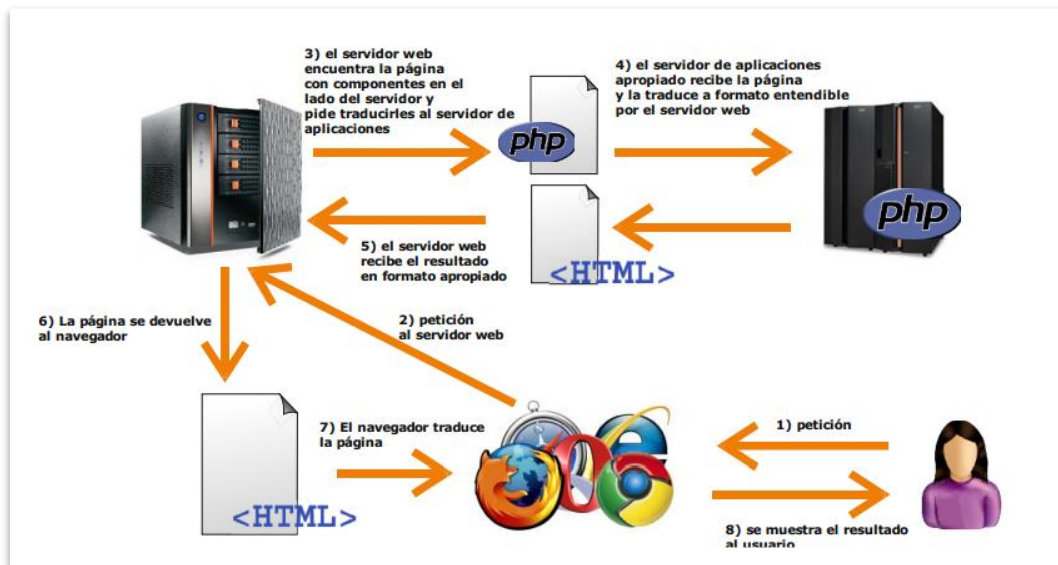 3) el servidor web
encuentra la página
con componentes en el
lado del servidor y
pide traducirles al servidor de
aplicaciones
4) el servidor de aplicaciones
apropiado recibe la página
y la traduce a formato entendible
por el servidor web
php
php
5) el servidor web
recibe el resultado
en formato apropiado
<HTML>
6) La página se devuelve
al navegador
2) petición
al servidor web
7) El navegador traduce
la página
1) petición
<HTML>
8) se muestra el resultado
al usuario